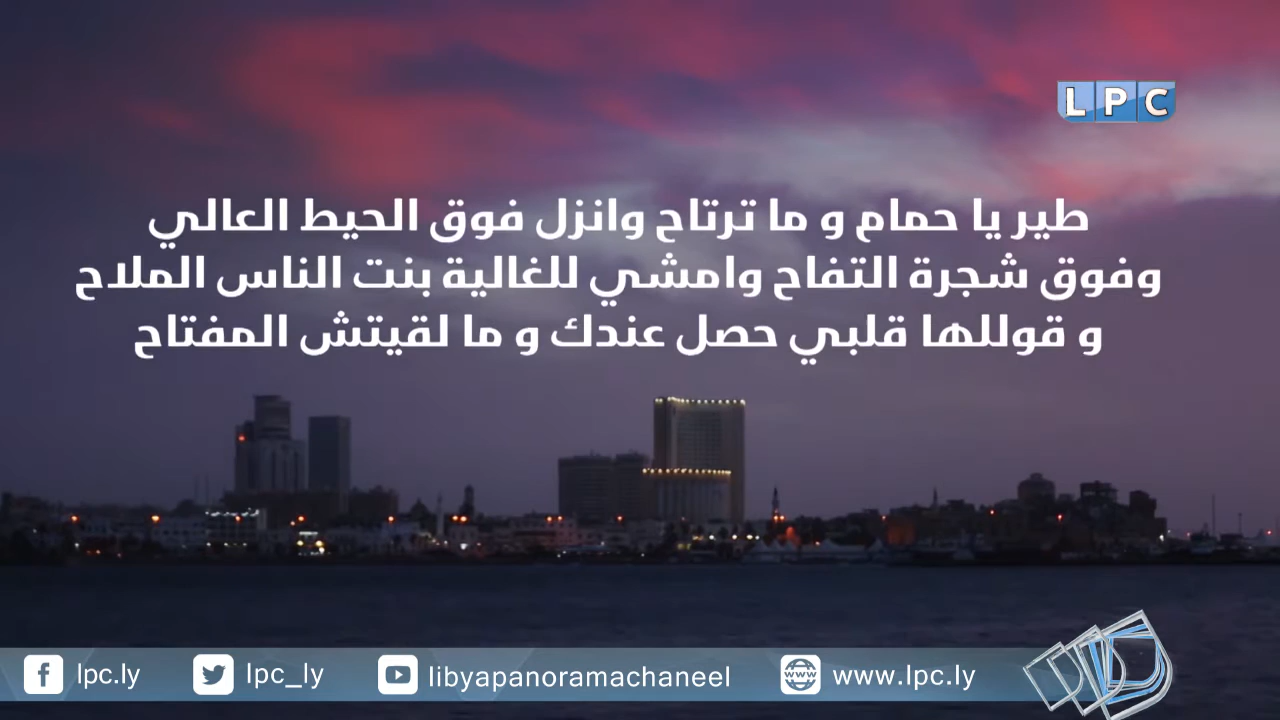 LPC
طير يا حمام و ما ترتاح وانزل فوق الحيط العالي
وفوق شجرة التفاح وامشي للغالية بنت الناس الملاح
و قوللها قلبي حصل عندك و ما لقيتش المفتاح
lpc.ly lpc_ly libyapanoramachaneel www.lpc.ly